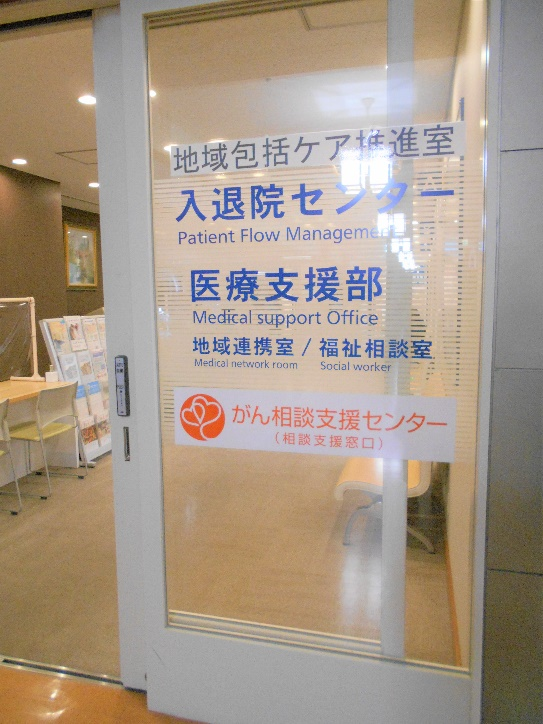 地域包括ケア推進室
入退院センター
Patient Flow Management
医療支援部
Medical support Office
地域連携室 / 福祉相談室
Medical network room Social worker
がん相談支援センター
(相談支援窓口)